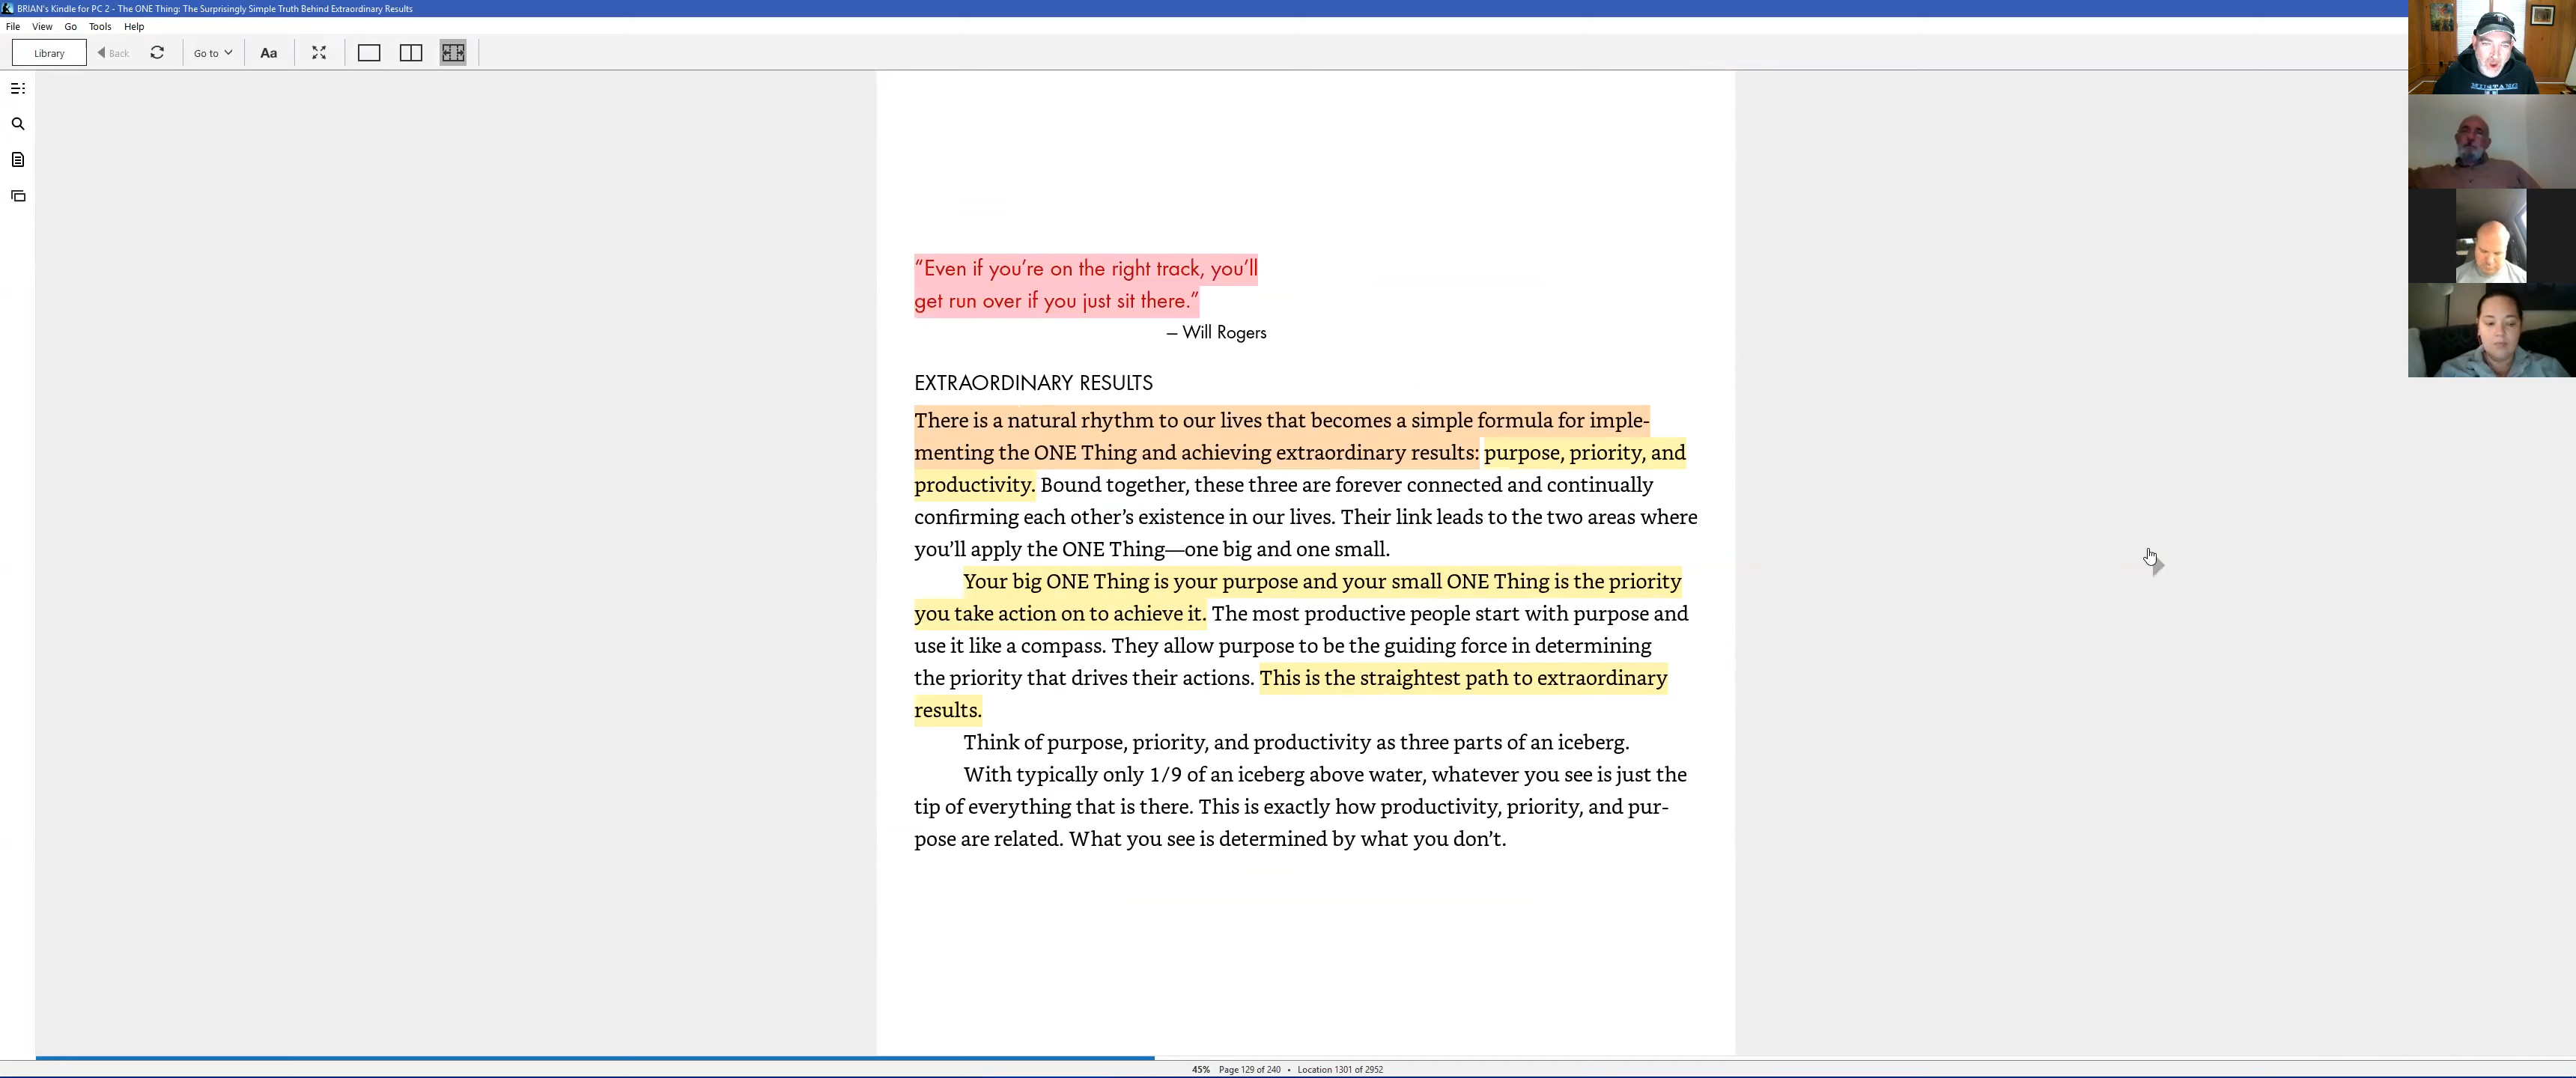 BRIAN's Kindle for PC 2 - The ONE Thing: The Surprisingly Simple Truth Behind Extraordinary Results
File View Go Tools Help
Library Back Go to Aa
“Even if you’re on the right track, you’ll
get run over if you just sit there.”
— Will Rogers
EXTRAORDINARY RESULTS
There is a natural rhythm to our lives that becomes a simple formula for imple-
menting the ONE Thing and achieving extraordinary results: purpose, priority, and
productivity. Bound together, these three are forever connected and continually
confirming each other’s existence in our lives. Their link leads to the two areas where
you’ll apply the ONE Thing—one big and one small.
Your big ONE Thing is your purpose and your small ONE Thing is the priority
you take action on to achieve it. The most productive people start with purpose and
use it like a compass. They allow purpose to be the guiding force in determining
the priority that drives their actions. This is the straightest path to extraordinary
results.
Think of purpose, priority, and productivity as three parts of an iceberg.
With typically only 1/9 of an iceberg above water, whatever you see is just the
tip of everything that is there. This is exactly how productivity, priority, and pur-
pose are related. What you see is determined by what you don’t.
45% Page 129 of 240 • Location 1301 of 2952
MUSTANG